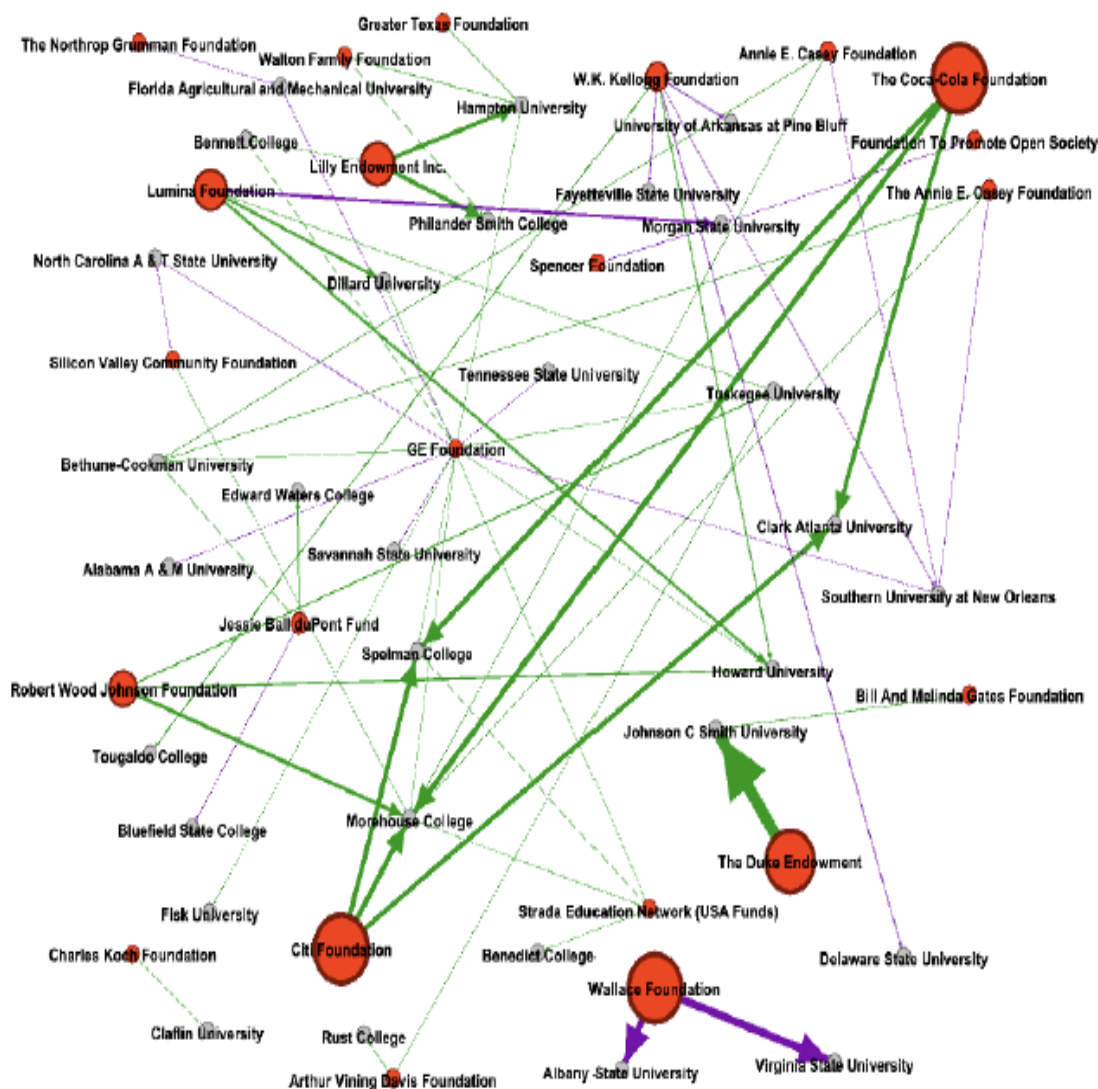 Greater Texas Foundation
The Northrop Grumman Foundation
Walton Family Foundation
Annie E. Casey Foundation
W.K. Kellogg Foundation
The Coca-Cola Foundation
Florida Agricultural and Mechanical University
Hampton University
University of Arkansas at Pine Bluff
Bennett College
Foundation To Promote Open Society
Lilly Endowment Inc.
Lumina Foundation
Fayetteville State University
The Annie E. Casey Foundation
Philander Smith College
Morgan State University
North Carolina A & T State University
Spencer Foundation
Dillard University
Silicon Valley Community Foundation
Tennessee State University
Tuskegee University
GE Foundation
Bethune-Cookman University
Edward Waters College
Clark Atlanta University
Savannah State University
Alabama A & M University
Southern University at New Orleans
Jessie Ball duPont Fund
Spelman College
Howard University
Robert Wood Johnson Foundation
Bill And Melinda Gates Foundation
Johnson C Smith University
Tougaloo College
Morehouse College
Bluefield State College
The Duke Endowment
Fisk University
Strada Education Network (USA Funds)
Citi Foundation
Charles Koch Foundation
Benedict College
Delaware State University
Wallace Foundation
Claflin University
Rust College
Albany State University
Virginia State University
Arthur Vining Davis Foundation